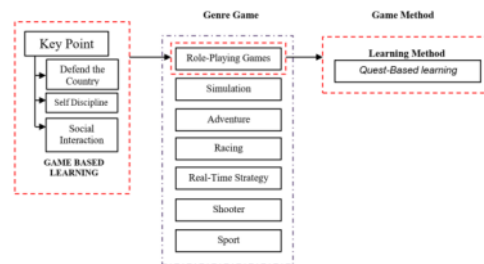 Genre Game
Game Method
Key Point
Defend the
Country
Self Discipline
Social
Interaction
GAME BASED
LEARNING
Role-Playing Games
Simulation
Adventure
Racing
Real-Time Strategy
Shooter
Sport
Learning Method
Quest-Based learning